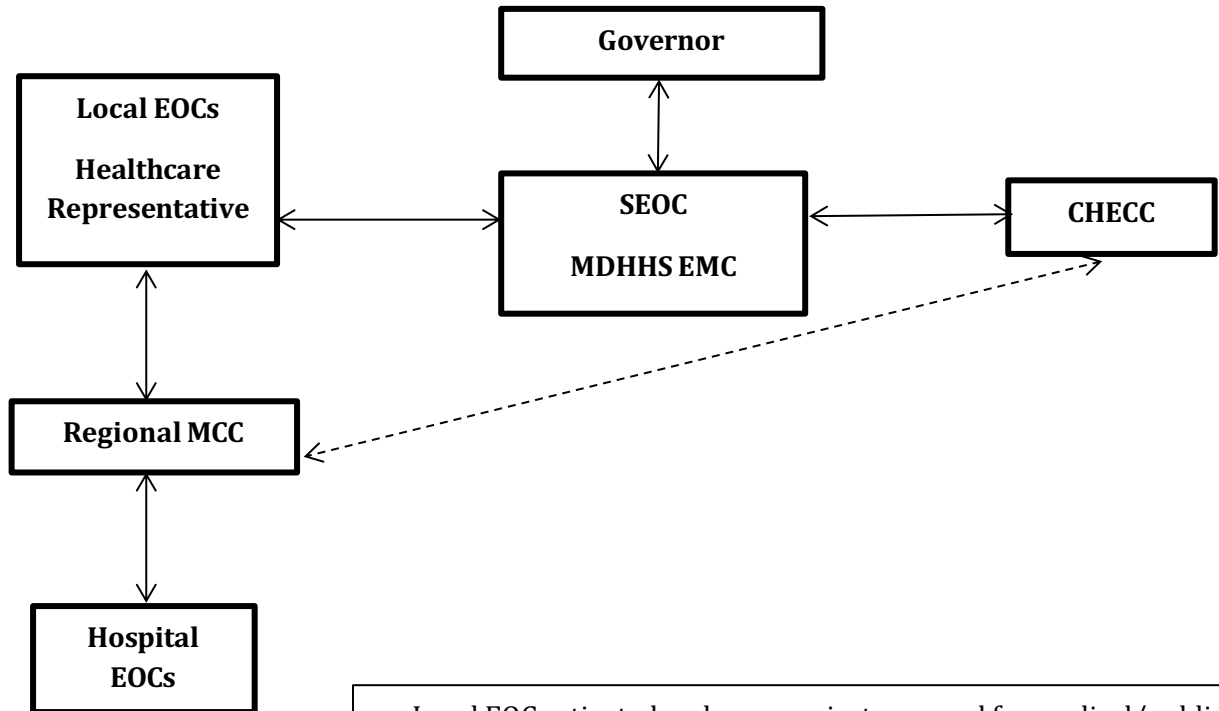 Governor
Local EOCs
Healthcare
Representative
SEOC
MDHHS EMC
CHECC
Regional MCC
Hospital
EOCs